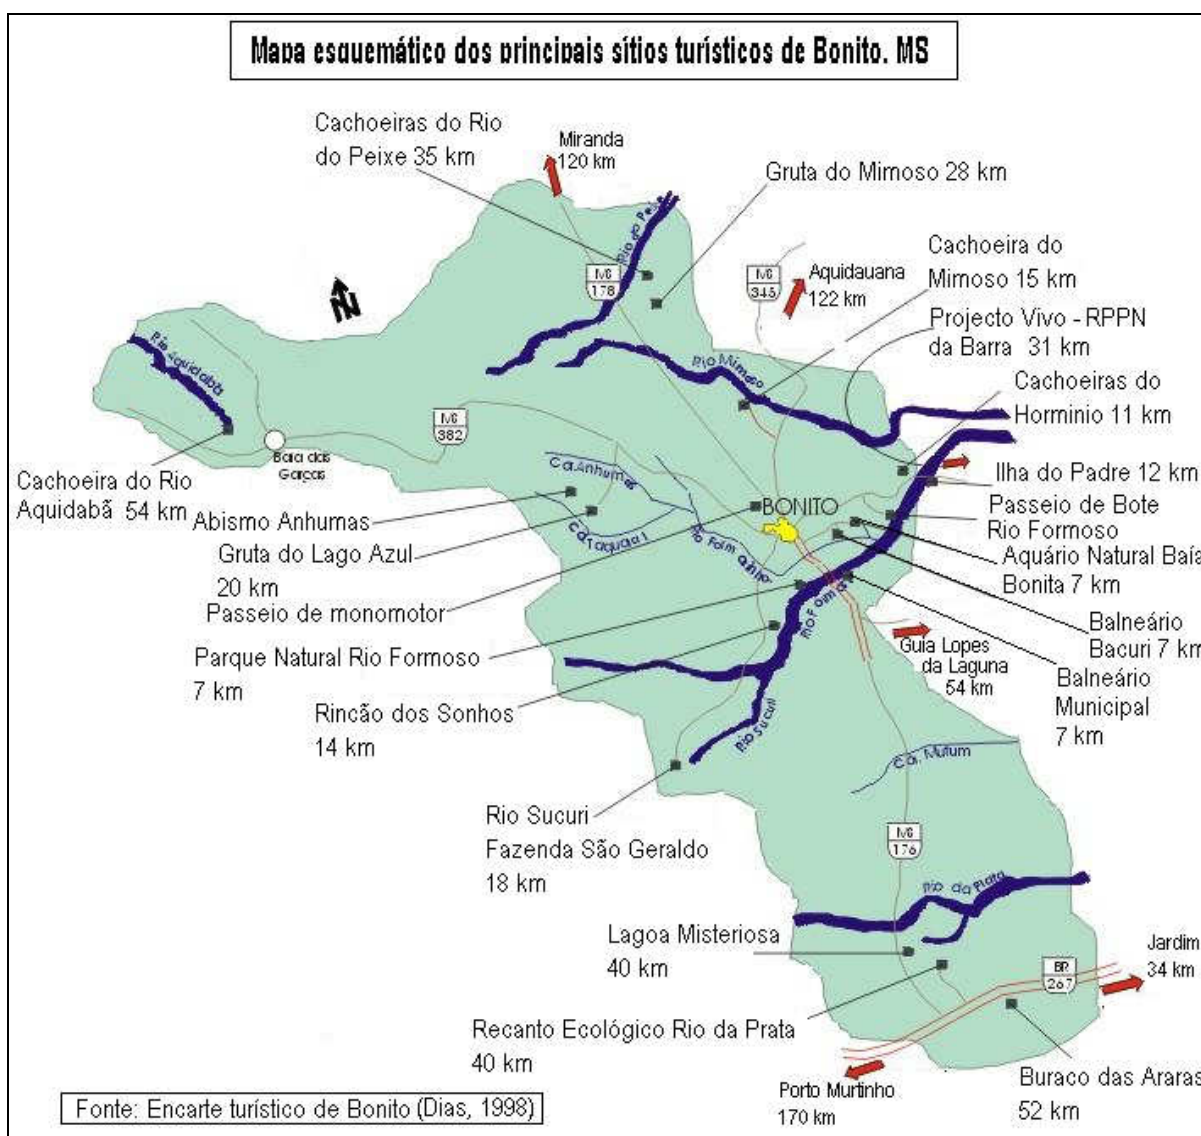 Mapa esquemático dos principais sítios turísticos de Bonito, MS
Cachoeiras do Rio
do Peixe 35 km
Miranda
120 km
Gruta do Mimoso 28 km
Rio do Peixe
MS
178
MS
345
Aquidauana
122 km
Cachoeira do
Mimoso 15 km
Projecto Vivo - RPPN
da Barra 31 km
Cachoeiras do
Horminio 11 km
N
Rio Aquidabã
Rio Mimoso
MS
382
Baia das
Garças
Cachoeira do Rio
Aquidabã 54 km
Ilha do Padre 12 km
Passeio de Bote
Rio Formoso
Aquário Natural Baía
Bonita 7 km
Balneário
Bacuri 7 km
Balneário
Municipal
7 km
Co. Anhumas
Abismo Anhumas
BONITO
Gruta do Lago Azul
20 km
Co. Taquaral
Passeio de monomotor
Parque Natural Rio Formoso
7 km
Guia Lopes
da Laguna
54 km
Rincão dos Sonhos
14 km
Rio Sucuri
Co. Mutum
Rio Sucuri
Fazenda São Geraldo
18 km
MS
176
Rio da Prata
Lagoa Misteriosa
40 km
Jardim
34 km
BR
267
Recanto Ecológico Rio da Prata
40 km
Porto Murtinho
170 km
Buraco das Araras
52 km
Fonte: Encarte turístico de Bonito (Dias, 1998)